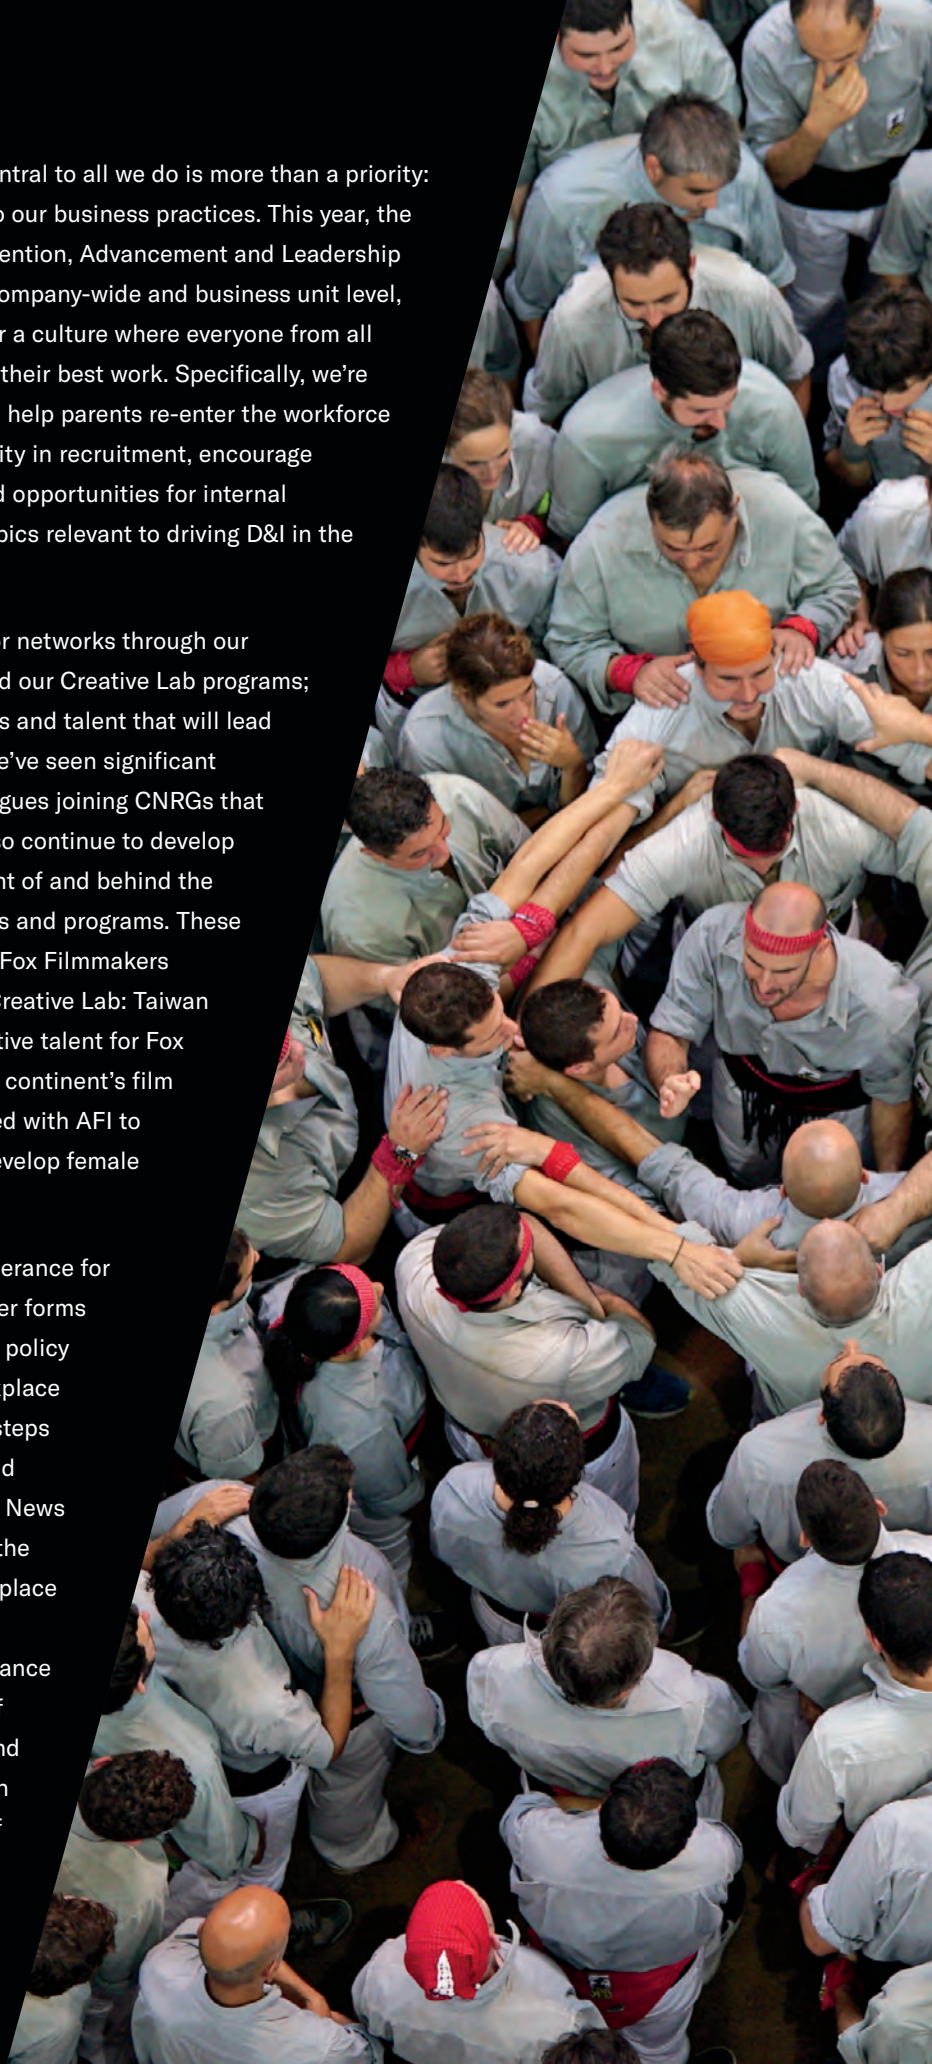 ntral to all we do is more than a priority:
our business practices. This year, the
ention, Advancement and Leadership
ompany-wide and business unit level,
r a culture where everyone from all
their best work. Specifically, we're
help parents re-enter the workforce
ity in recruitment, encourage
d opportunities for internal
pics relevant to driving D&I in the
or networks through our
d our Creative Lab programs;
s and talent that will lead
e've seen significant
gues joining CNRGs that
so continue to develop
nt of and behind the
s and programs. These
Fox Filmmakers
Creative Lab: Taiwan
tive talent for Fox
continent's film
ed with AFI to
evelop female
erance for
er forms
policy
place
steps
d
News
the
place
ance
f
nd
n